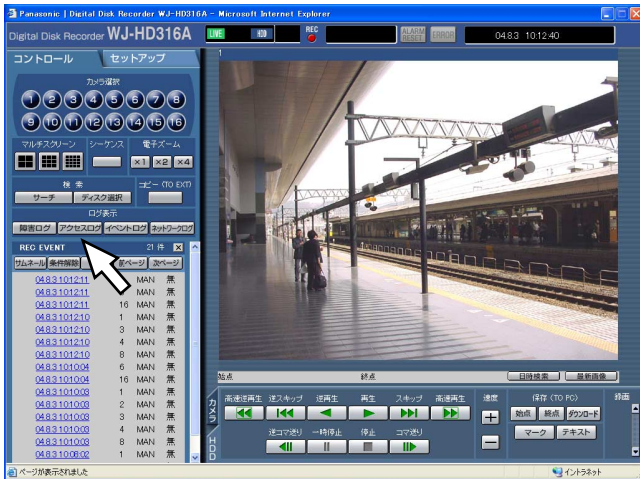 Panasonic | Digital Disk Recorder WJ-HD316A - Microsoft Internet Explorer
Digital Disk Recorder WJ-HD316A
LIVE HDD REC ALARM RESET ERROR 04.8.3 10:12:40
コントロール セットアップ
カメラ選択
1 2 3 4 5 6 7 8
9 10 11 12 13 14 15 16
マルチスクリーン シーケンス 電子ズーム
×1 ×2 ×4
検 索 コピー (TO EXT)
サーチ ディスク選択
ログ表示
障害ログ アクセスログ イベントログ ネットワークログ
REC EVENT 21 件
サムネール 条件解除 前ページ 次ページ
04.8.3 10:12:11 MAN 無
04.8.3 10:12:11 MAN 無
04.8.3 10:12:11 16 MAN 無
04.8.3 10:12:10 1 MAN 無
04.8.3 10:12:10 3 MAN 無
04.8.3 10:12:10 4 MAN 無
04.8.3 10:12:10 8 MAN 無
04.8.3 10:10:04 6 MAN 無
04.8.3 10:10:04 16 MAN 無
04.8.3 10:10:03 1 MAN 無
04.8.3 10:10:03 2 MAN 無
04.8.3 10:10:03 3 MAN 無
04.8.3 10:10:03 4 MAN 無
04.8.3 10:10:03 8 MAN 無
04.8.3 10:08:02 1 MAN 無
1
始点 終点 日時検索 最新画像
カメラ
HDD
高速逆再生 逆スキップ 逆再生 再生 スキップ 高速再生
逆コマ送り 一時停止 停止 コマ送り
速度
保存 (TO PC)
始点 終点 ダウンロード
マーク テキスト
録画
ページが表示されました イントラネット